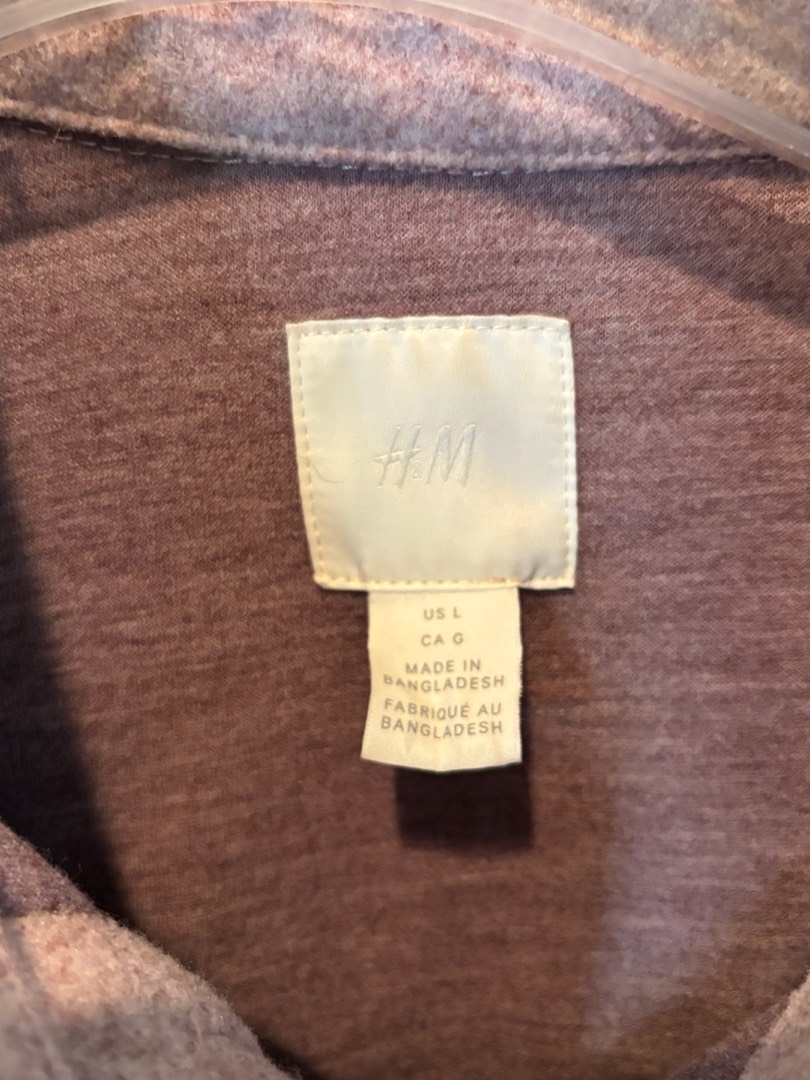 H&M
US L
CA G
MADE IN
BANGLADESH
FABRIQUÉ AU
BANGLADESH